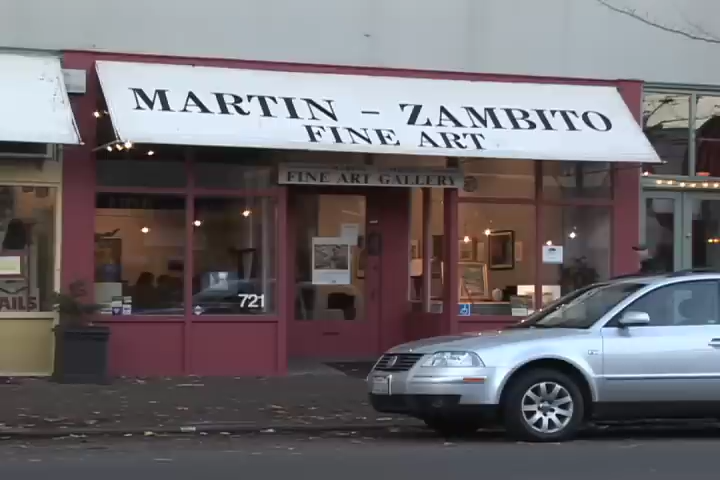 MARTIN - ZAMBITO
FINE ART
FINE ART GALLERY
721
AILS